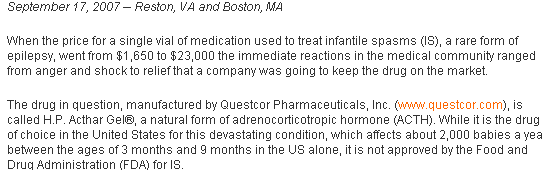 September 17, 2007 – Reston, VA and Boston, MA
When the price for a single vial of medication used to treat infantile spasms (IS), a rare form of
epilepsy, went from $1,650 to $23,000 the immediate reactions in the medical community ranged
from anger and shock to relief that a company was going to keep the drug on the market.
The drug in question, manufactured by Questcor Pharmaceuticals, Inc. (www.questcor.com), is
called H.P. Acthar Gel®, a natural form of adrenocorticotropic hormone (ACTH). While it is the drug
of choice in the United States for this devastating condition, which affects about 2,000 babies a yea
between the ages of 3 months and 9 months in the US alone, it is not approved by the Food and
Drug Administration (FDA) for IS.